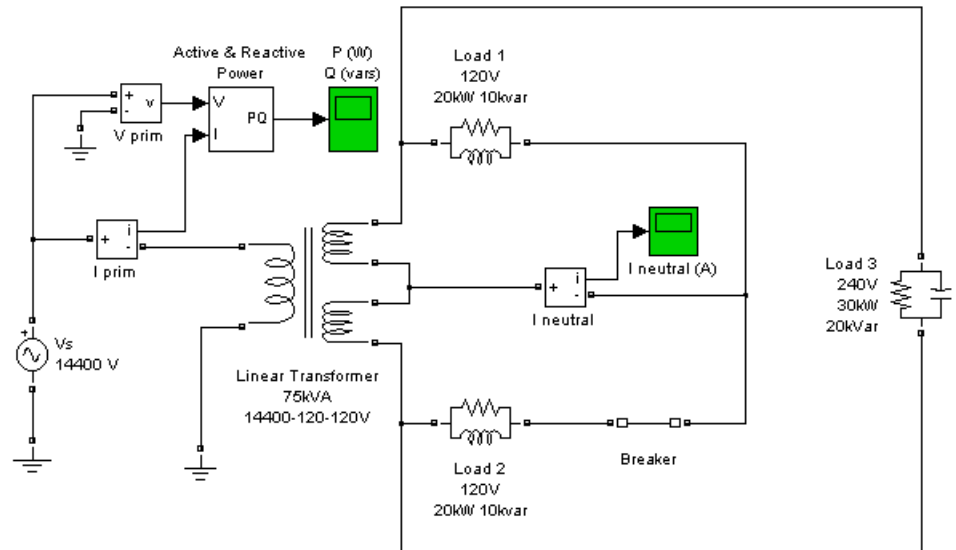 Active & Reactive
Power
P (W)
Q (vars)
Load 1
120V
20kW 10kvar
+
-
v
V
I
PQ
V prim
+
i
-
I prim
I neutral (A)
+
i
-
I neutral
Load 3
240V
30kW
20kVar
+
Vs
14400 V
Linear Transformer
75kVA
14400-120-120V
Breaker
Load 2
120V
20kW 10kvar